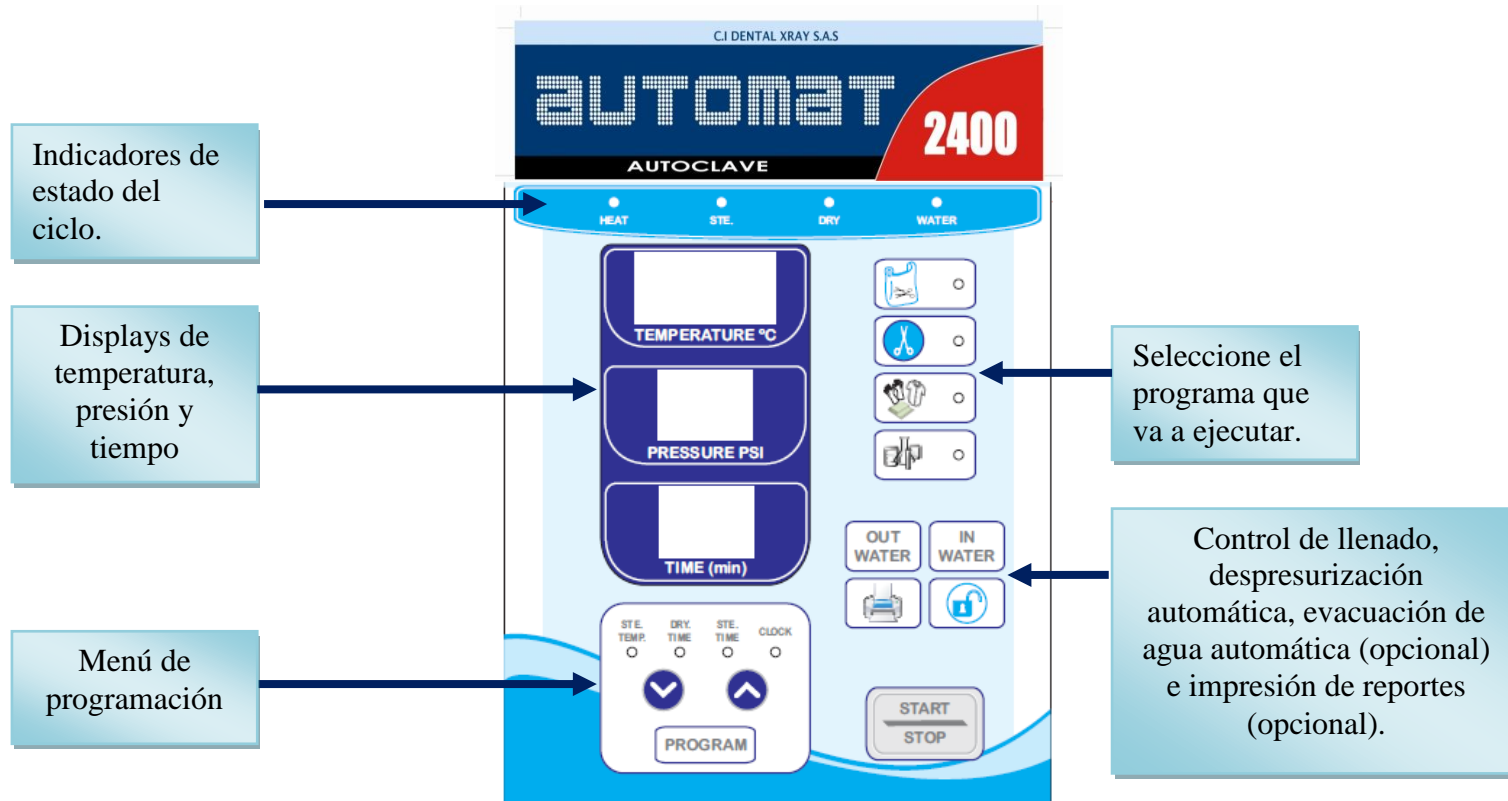 C.I DENTAL XRAY S.A.S
automat
2400
AUTOCLAVE
Indicadores de
estado del
ciclo.
HEAT
STE.
DRY
WATER
Displays de
temperatura,
presión y
tiempo
TEMPERATURE ºC
PRESSURE PSI
TIME (min)
Seleccione el
programa que
va a ejecutar.
OUT
WATER
IN
WATER
Control de llenado,
despresurización
automática, evacuación de
agua automática (opcional)
e impresión de reportes
(opcional).
Menú de
programación
STE.
TEMP.
DRY.
TIME
STE.
TIME
CLOCK
PROGRAM
START
STOP